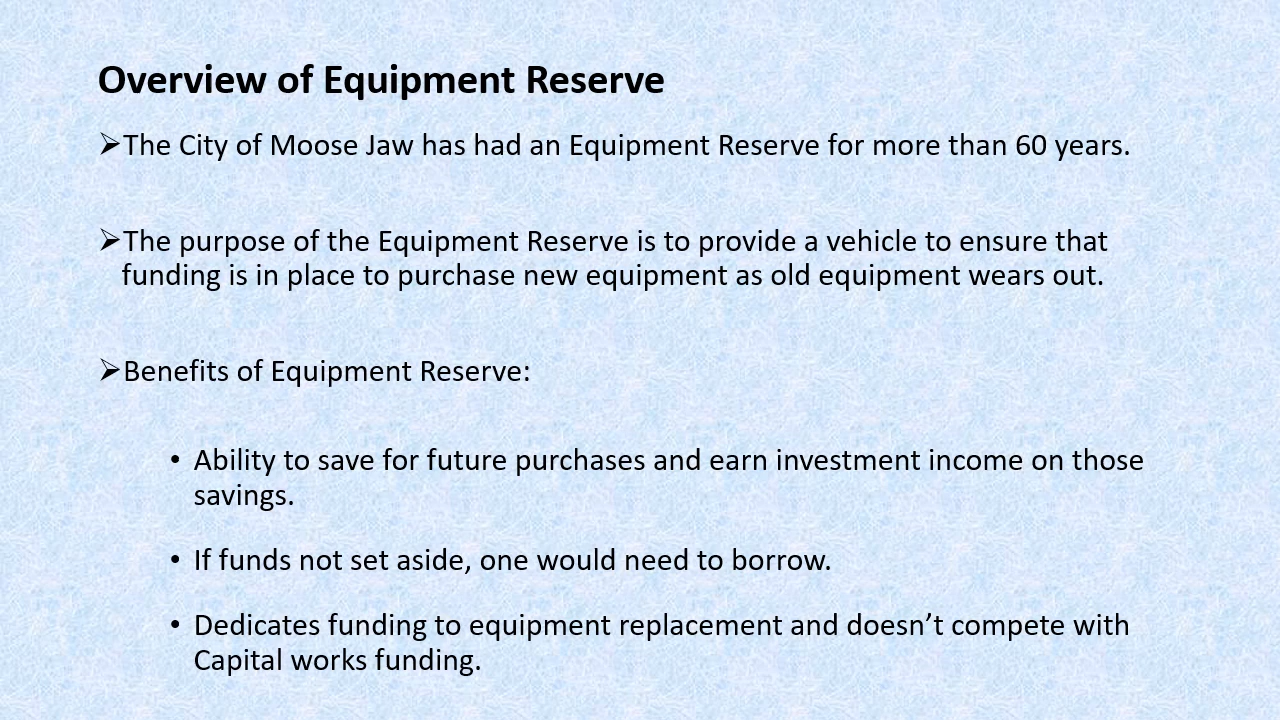 Overview of Equipment Reserve
➢The City of Moose Jaw has had an Equipment Reserve for more than 60 years.
➢The purpose of the Equipment Reserve is to provide a vehicle to ensure that
funding is in place to purchase new equipment as old equipment wears out.
➢Benefits of Equipment Reserve:
• Ability to save for future purchases and earn investment income on those
savings.
• If funds not set aside, one would need to borrow.
• Dedicates funding to equipment replacement and doesn’t compete with
Capital works funding.